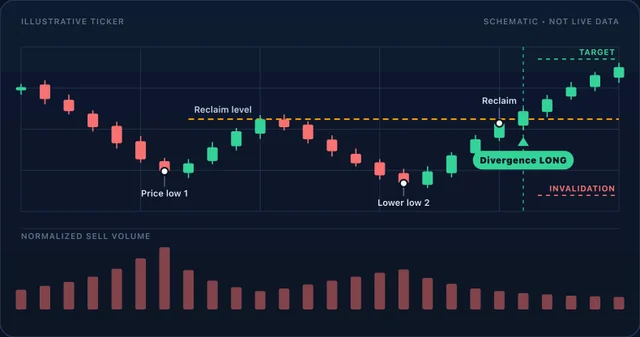 ILLUSTRATIVE TICKER
SCHEMATIC • NOT LIVE DATA
TARGET
Reclaim
Reclaim level
Divergence LONG
INVALIDATION
Price low 1
Lower low 2
NORMALIZED SELL VOLUME